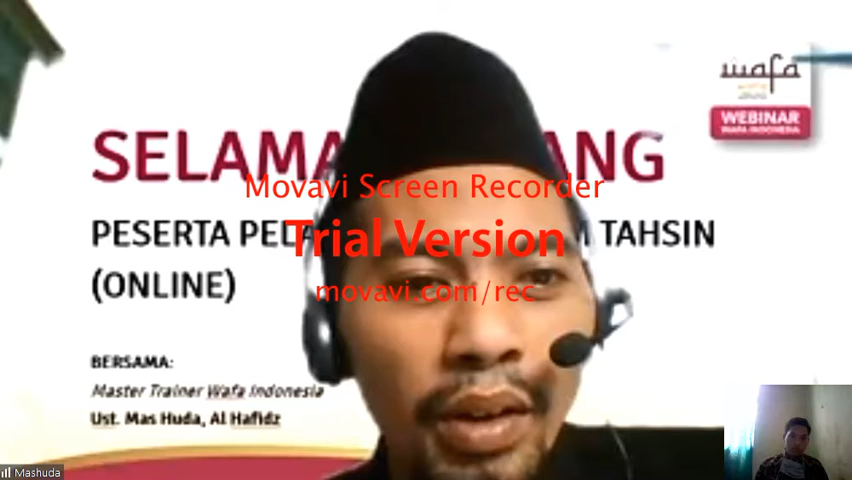 SELAMA ANG
PESERTA PELA M TAHSIN
(ONLINE)
BERSAMA:
Master Trainer Wafa Indonesia
Ust. Mas Huda, Al Hafidz
wafa
WEBINAR
WAFA INDONESIA
Movavi Screen Recorder
Trial Version
movavi.com/rec
Mashuda